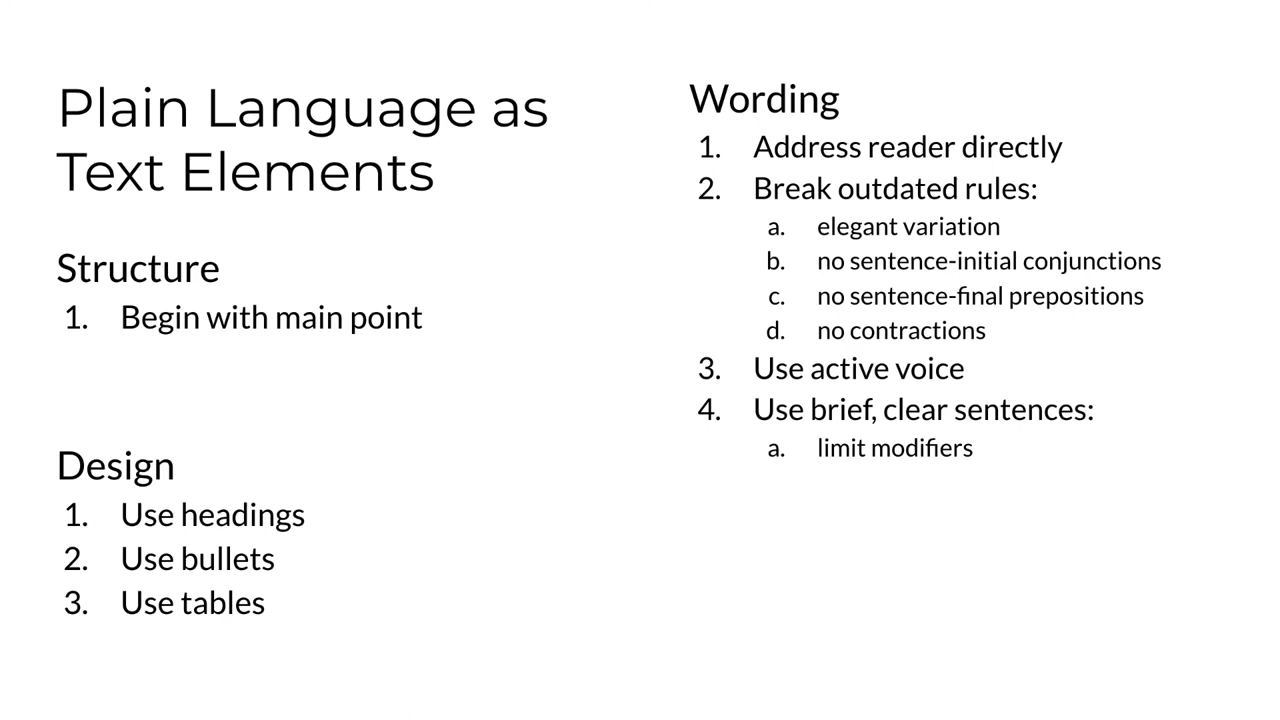 Plain Language as
Text Elements
Structure
1. Begin with main point
Design
1. Use headings
2. Use bullets
3. Use tables
Wording
1. Address reader directly
2. Break outdated rules:
a. elegant variation
b. no sentence-initial conjunctions
c. no sentence-final prepositions
d. no contractions
3. Use active voice
4. Use brief, clear sentences:
a. limit modifiers